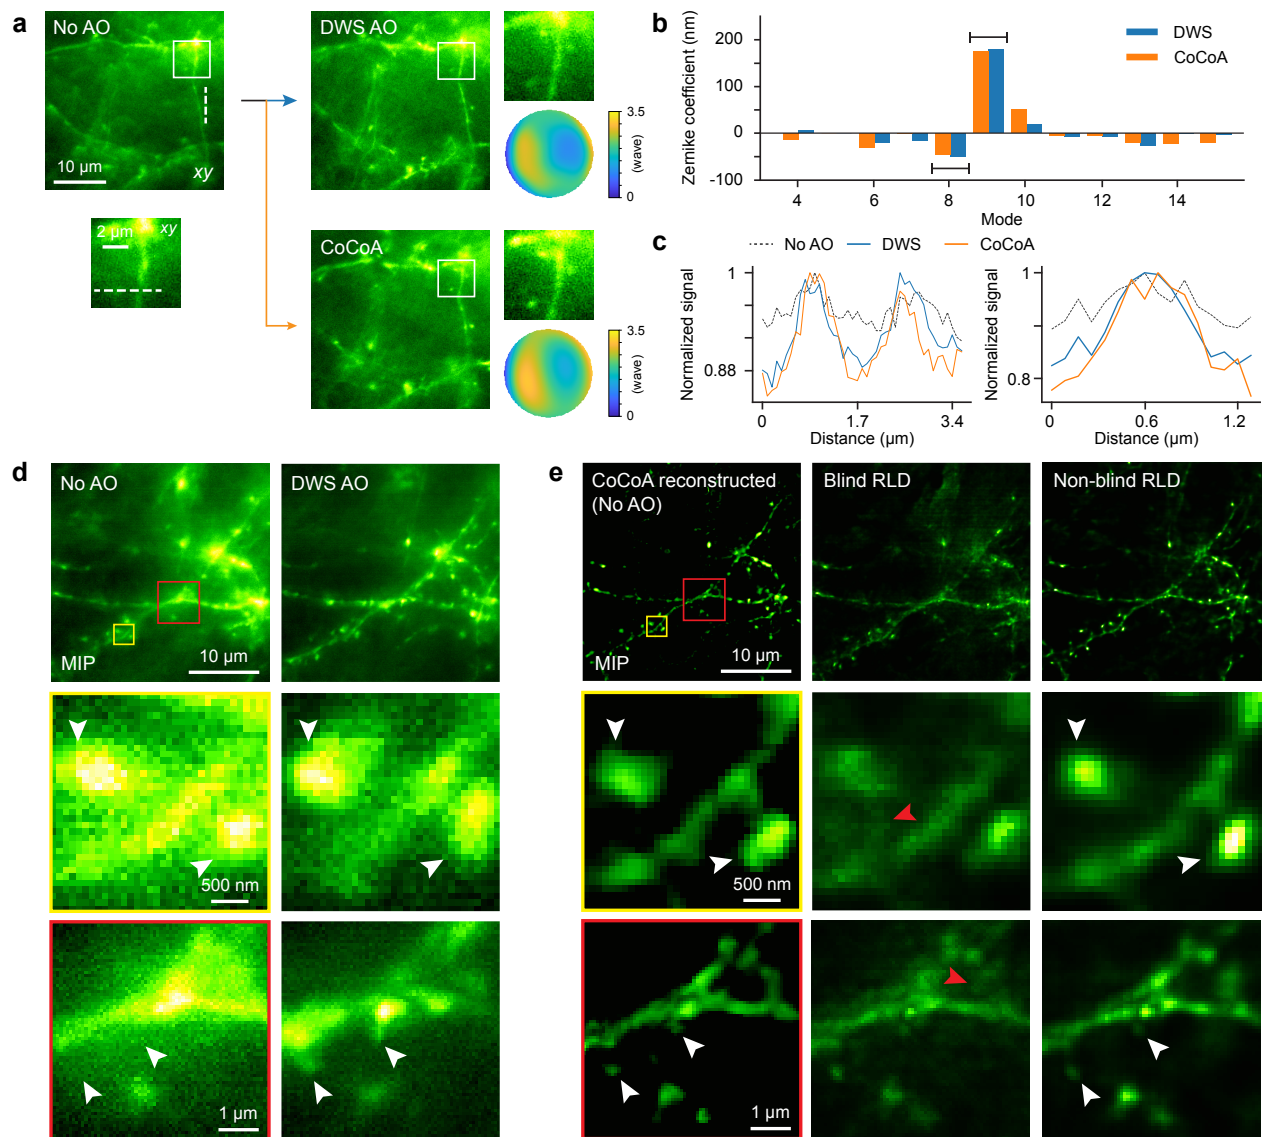 a
No AO
xy
10 µm
2 µm
xy
DWS AO
3.5
(wave)
0
CoCoA
3.5
(wave)
0
b
Zernike coefficient (nm)
200
100
0
-100
4
6
8
10
12
14
Mode
DWS
CoCoA
c
No AO
DWS
CoCoA
Normalized signal
1
0.88
0
1.7
3.4
Distance (µm)
Normalized signal
1
0.8
0
0.6
1.2
Distance (µm)
d
No AO
MIP
10 µm
DWS AO
500 nm
1 µm
e
CoCoA reconstructed
(No AO)
MIP
10 µm
Blind RLD
Non-blind RLD
500 nm
1 µm